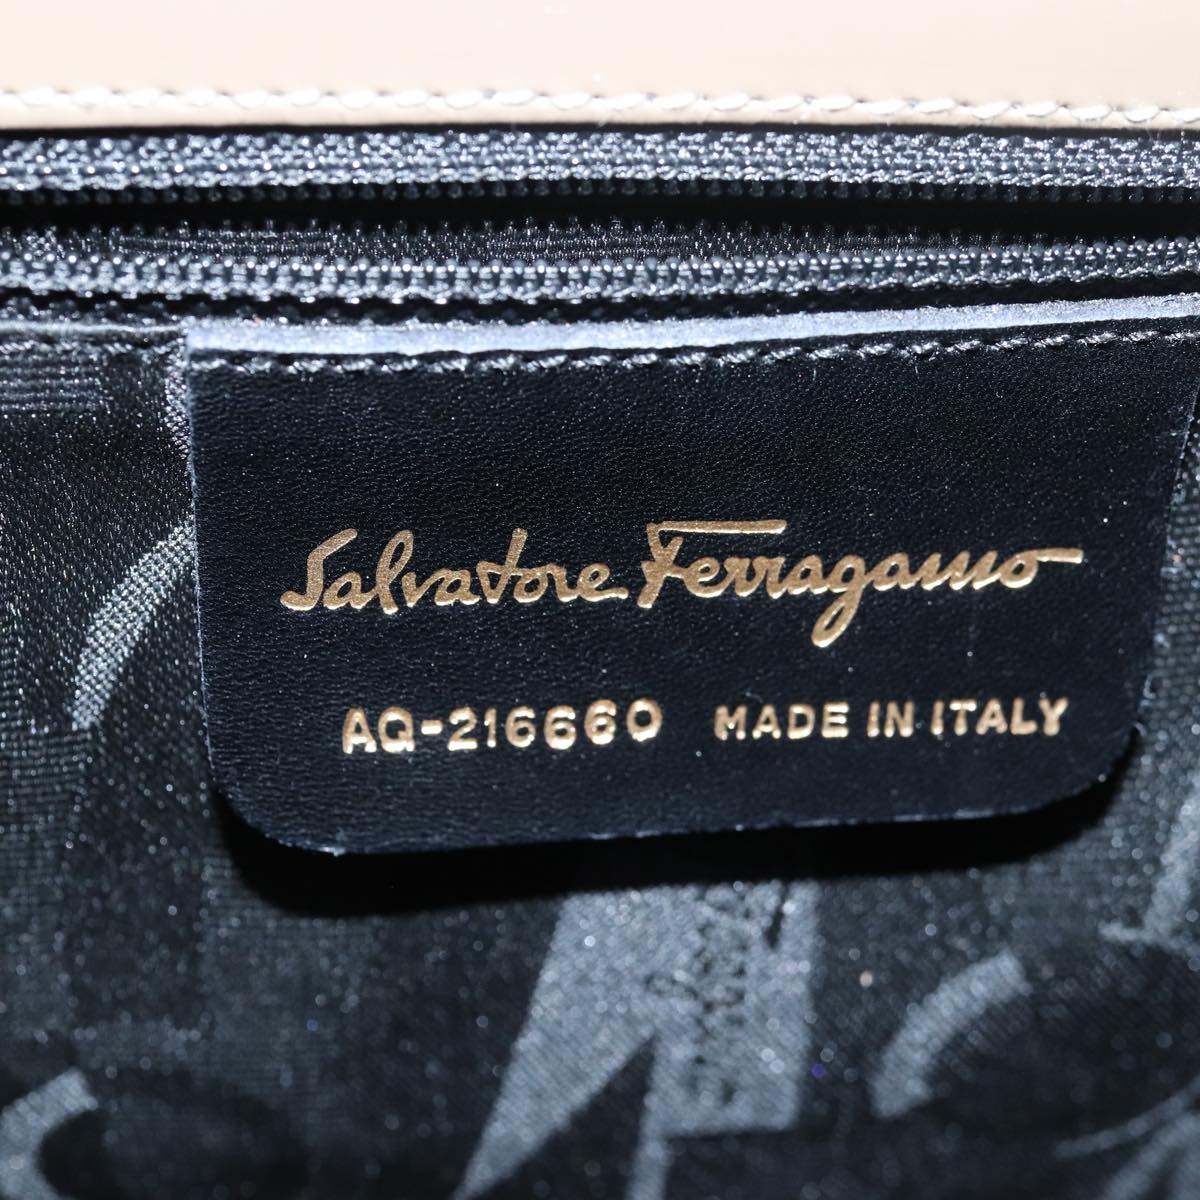 Salvatore Ferragamo
AQ-216660 MADE IN ITALY